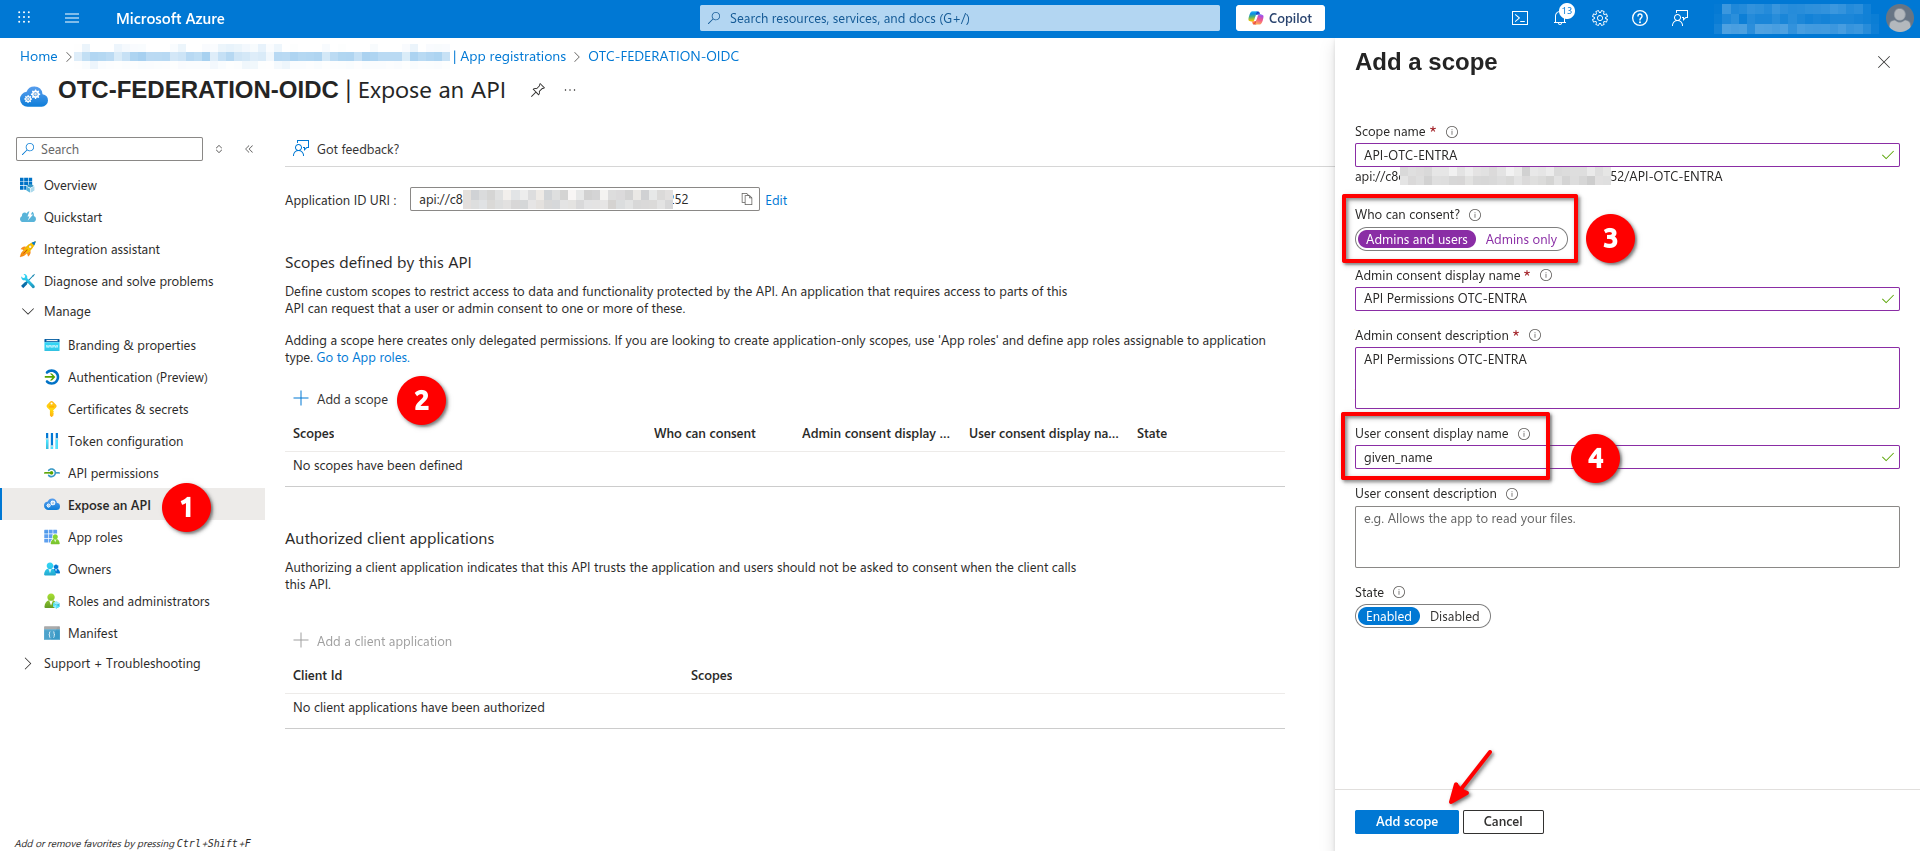 Microsoft Azure
Search resources, services, and docs (G+/)
Copilot
13
Home > | App registrations > OTC-FEDERATION-OIDC
OTC-FEDERATION-OIDC | Expose an API
Search
Overview
Quickstart
Integration assistant
Diagnose and solve problems
Manage
Branding & properties
Authentication (Preview)
Certificates & secrets
Token configuration
API permissions
Expose an API
1
App roles
Owners
Roles and administrators
Manifest
Support + Troubleshooting
Add or remove favorites by pressing Ctrl+Shift+F
Got feedback?
Application ID URI : api://c8 252 Edit
Scopes defined by this API
Define custom scopes to restrict access to data and functionality protected by the API. An application that requires access to parts of this
API can request that a user or admin consent to one or more of these.
Adding a scope here creates only delegated permissions. If you are looking to create application-only scopes, use 'App roles' and define app roles assignable to application
type. Go to App roles.
Add a scope
2
Scopes Who can consent Admin consent display ... User consent display na... State
No scopes have been defined
Authorized client applications
Authorizing a client application indicates that this API trusts the application and users should not be asked to consent when the client calls
this API.
Add a client application
Client Id Scopes
No client applications have been authorized
Add a scope
Scope name *
API-OTC-ENTRA
api://c8 52/API-OTC-ENTRA
Who can consent?
Admins and users Admins only
3
Admin consent display name *
API Permissions OTC-ENTRA
Admin consent description *
API Permissions OTC-ENTRA
User consent display name
given_name
4
User consent description
e.g. Allows the app to read your files.
State
Enabled Disabled
Add scope Cancel